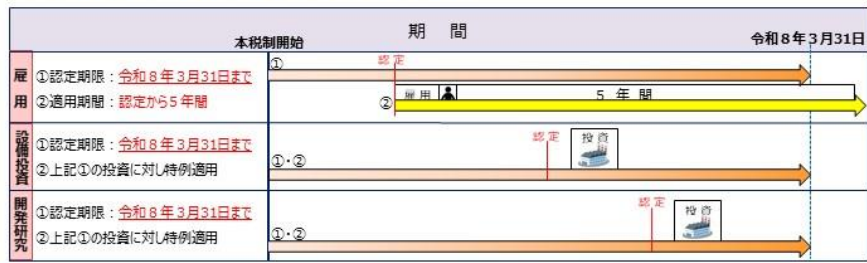 期 間
本税制開始
令和8年3月31日
雇用
①認定期限：令和8年3月31日まで
②適用期間：認定から5年間
①
認定
②
雇用
5年間
設備投資
①認定期限：令和8年3月31日まで
②上記①の投資に対し特例適用
①・②
認定
投資
開発研究
①認定期限：令和8年3月31日まで
②上記①の投資に対し特例適用
①・②
認定
投資